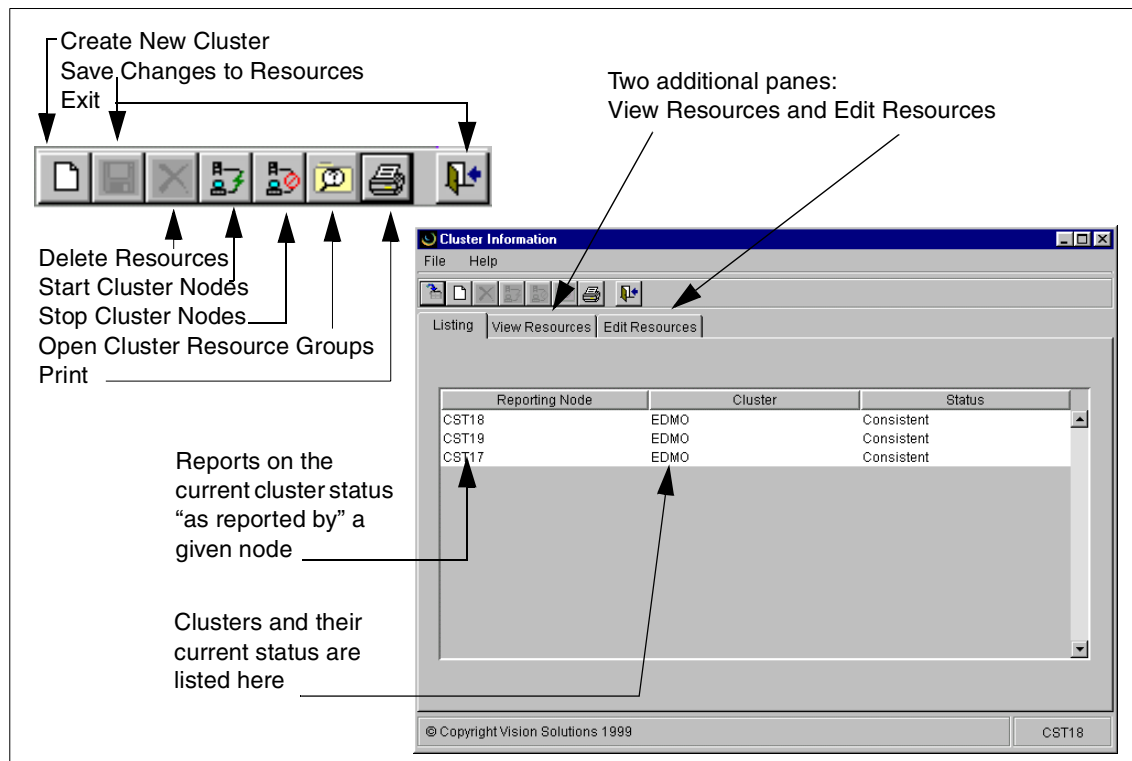 Create New Cluster
Save Changes to Resources
Exit
Two additional panes:
View Resources and Edit Resources
Delete Resources
Start Cluster Nodes
Stop Cluster Nodes
Open Cluster Resource Groups
Print
Cluster Information
File Help
Listing View Resources Edit Resources
Reporting Node Cluster Status
CST18 EDMO Consistent
CST19 EDMO Consistent
CST17 EDMO Consistent
Reports on the
current cluster status
“as reported by” a
given node
Clusters and their
current status are
listed here
© Copyright Vision Solutions 1999 CST18